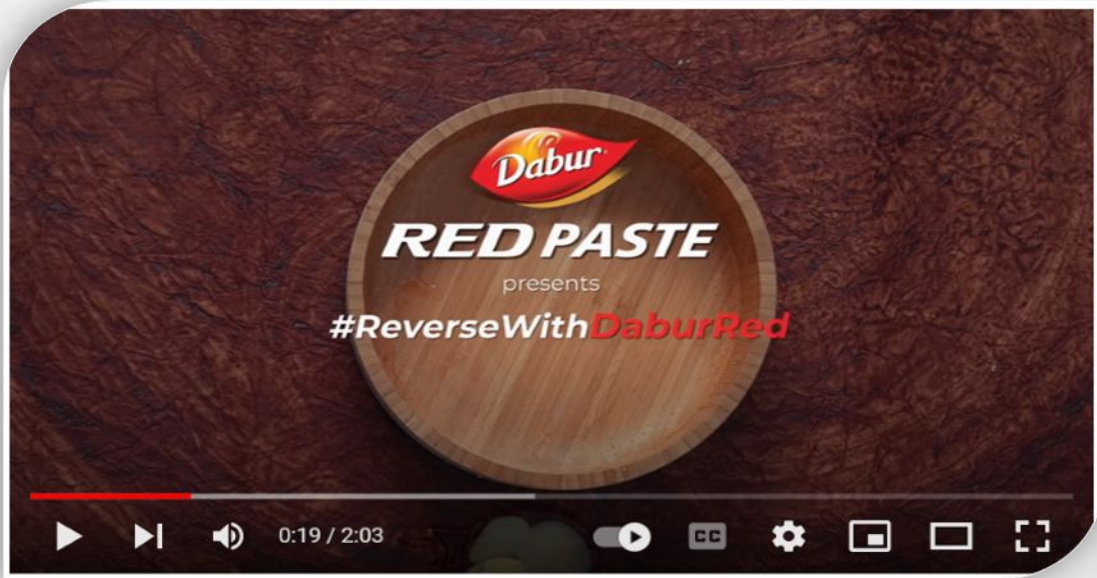 Dabur
RED PASTE
presents
#ReverseWithDaburRed
0:19 / 2:03
CC